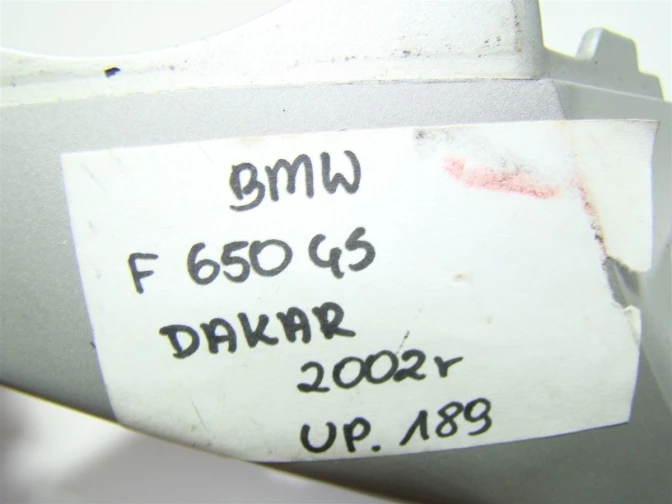 BMW
F 650 GS
DAKAR
2002r
UP. 189